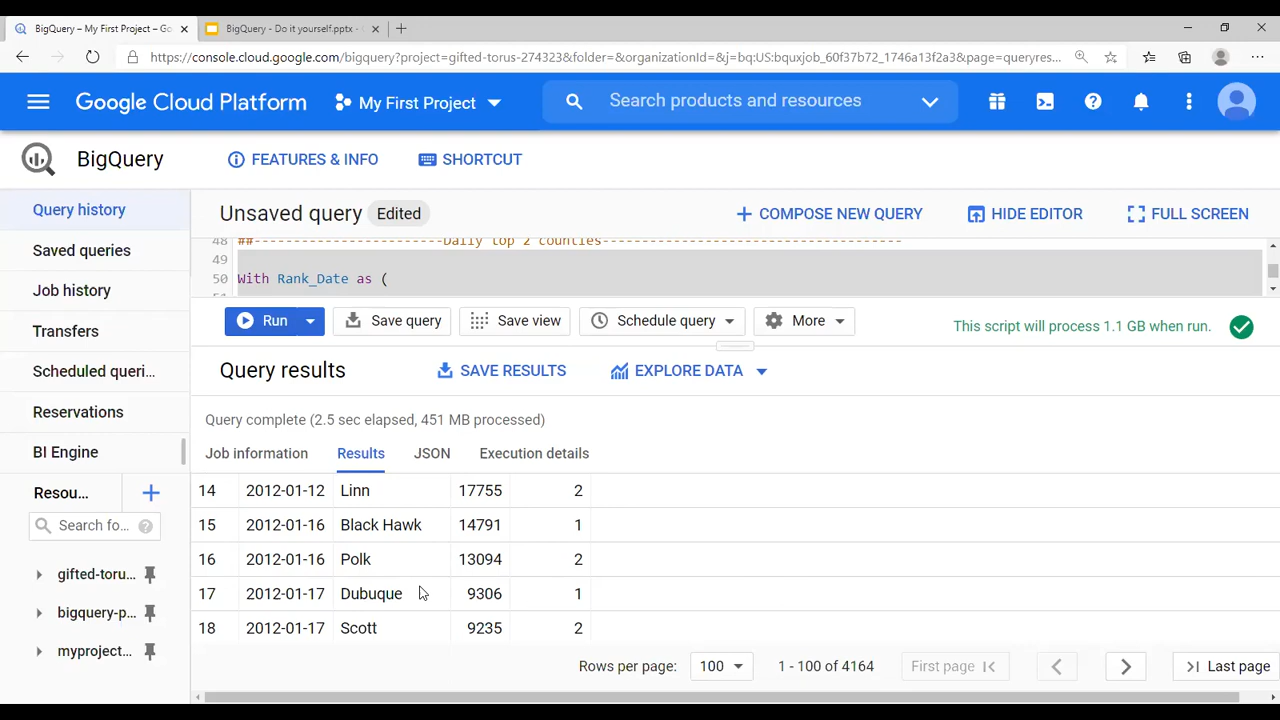 BigQuery – My First Project – Go
BigQuery - Do it yourself.pptx -
https://console.cloud.google.com/bigquery?project=gifted-torus-274323&folder=&organizationId=&j=bq:US:bquxjob_60f37b72_1746a13f2a3&page=queryres...
Google Cloud Platform
My First Project
Search products and resources
BigQuery
FEATURES & INFO
SHORTCUT
Query history
Saved queries
Job history
Transfers
Scheduled queri...
Reservations
BI Engine
Resou...
Search fo...
gifted-toru...
bigquery-p...
myproject...
Unsaved query
Edited
COMPOSE NEW QUERY
HIDE EDITOR
FULL SCREEN
48 ##------------------------Daily top 2 counties--------------------------------------
49
50 With Rank_Date as (
51
Run
Save query
Save view
Schedule query
More
This script will process 1.1 GB when run.
Query results
SAVE RESULTS
EXPLORE DATA
Query complete (2.5 sec elapsed, 451 MB processed)
Job information Results JSON Execution details
14 2012-01-12 Linn 17755 2
15 2012-01-16 Black Hawk 14791 1
16 2012-01-16 Polk 13094 2
17 2012-01-17 Dubuque 9306 1
18 2012-01-17 Scott 9235 2
Rows per page: 100 1 - 100 of 4164 First page Last page